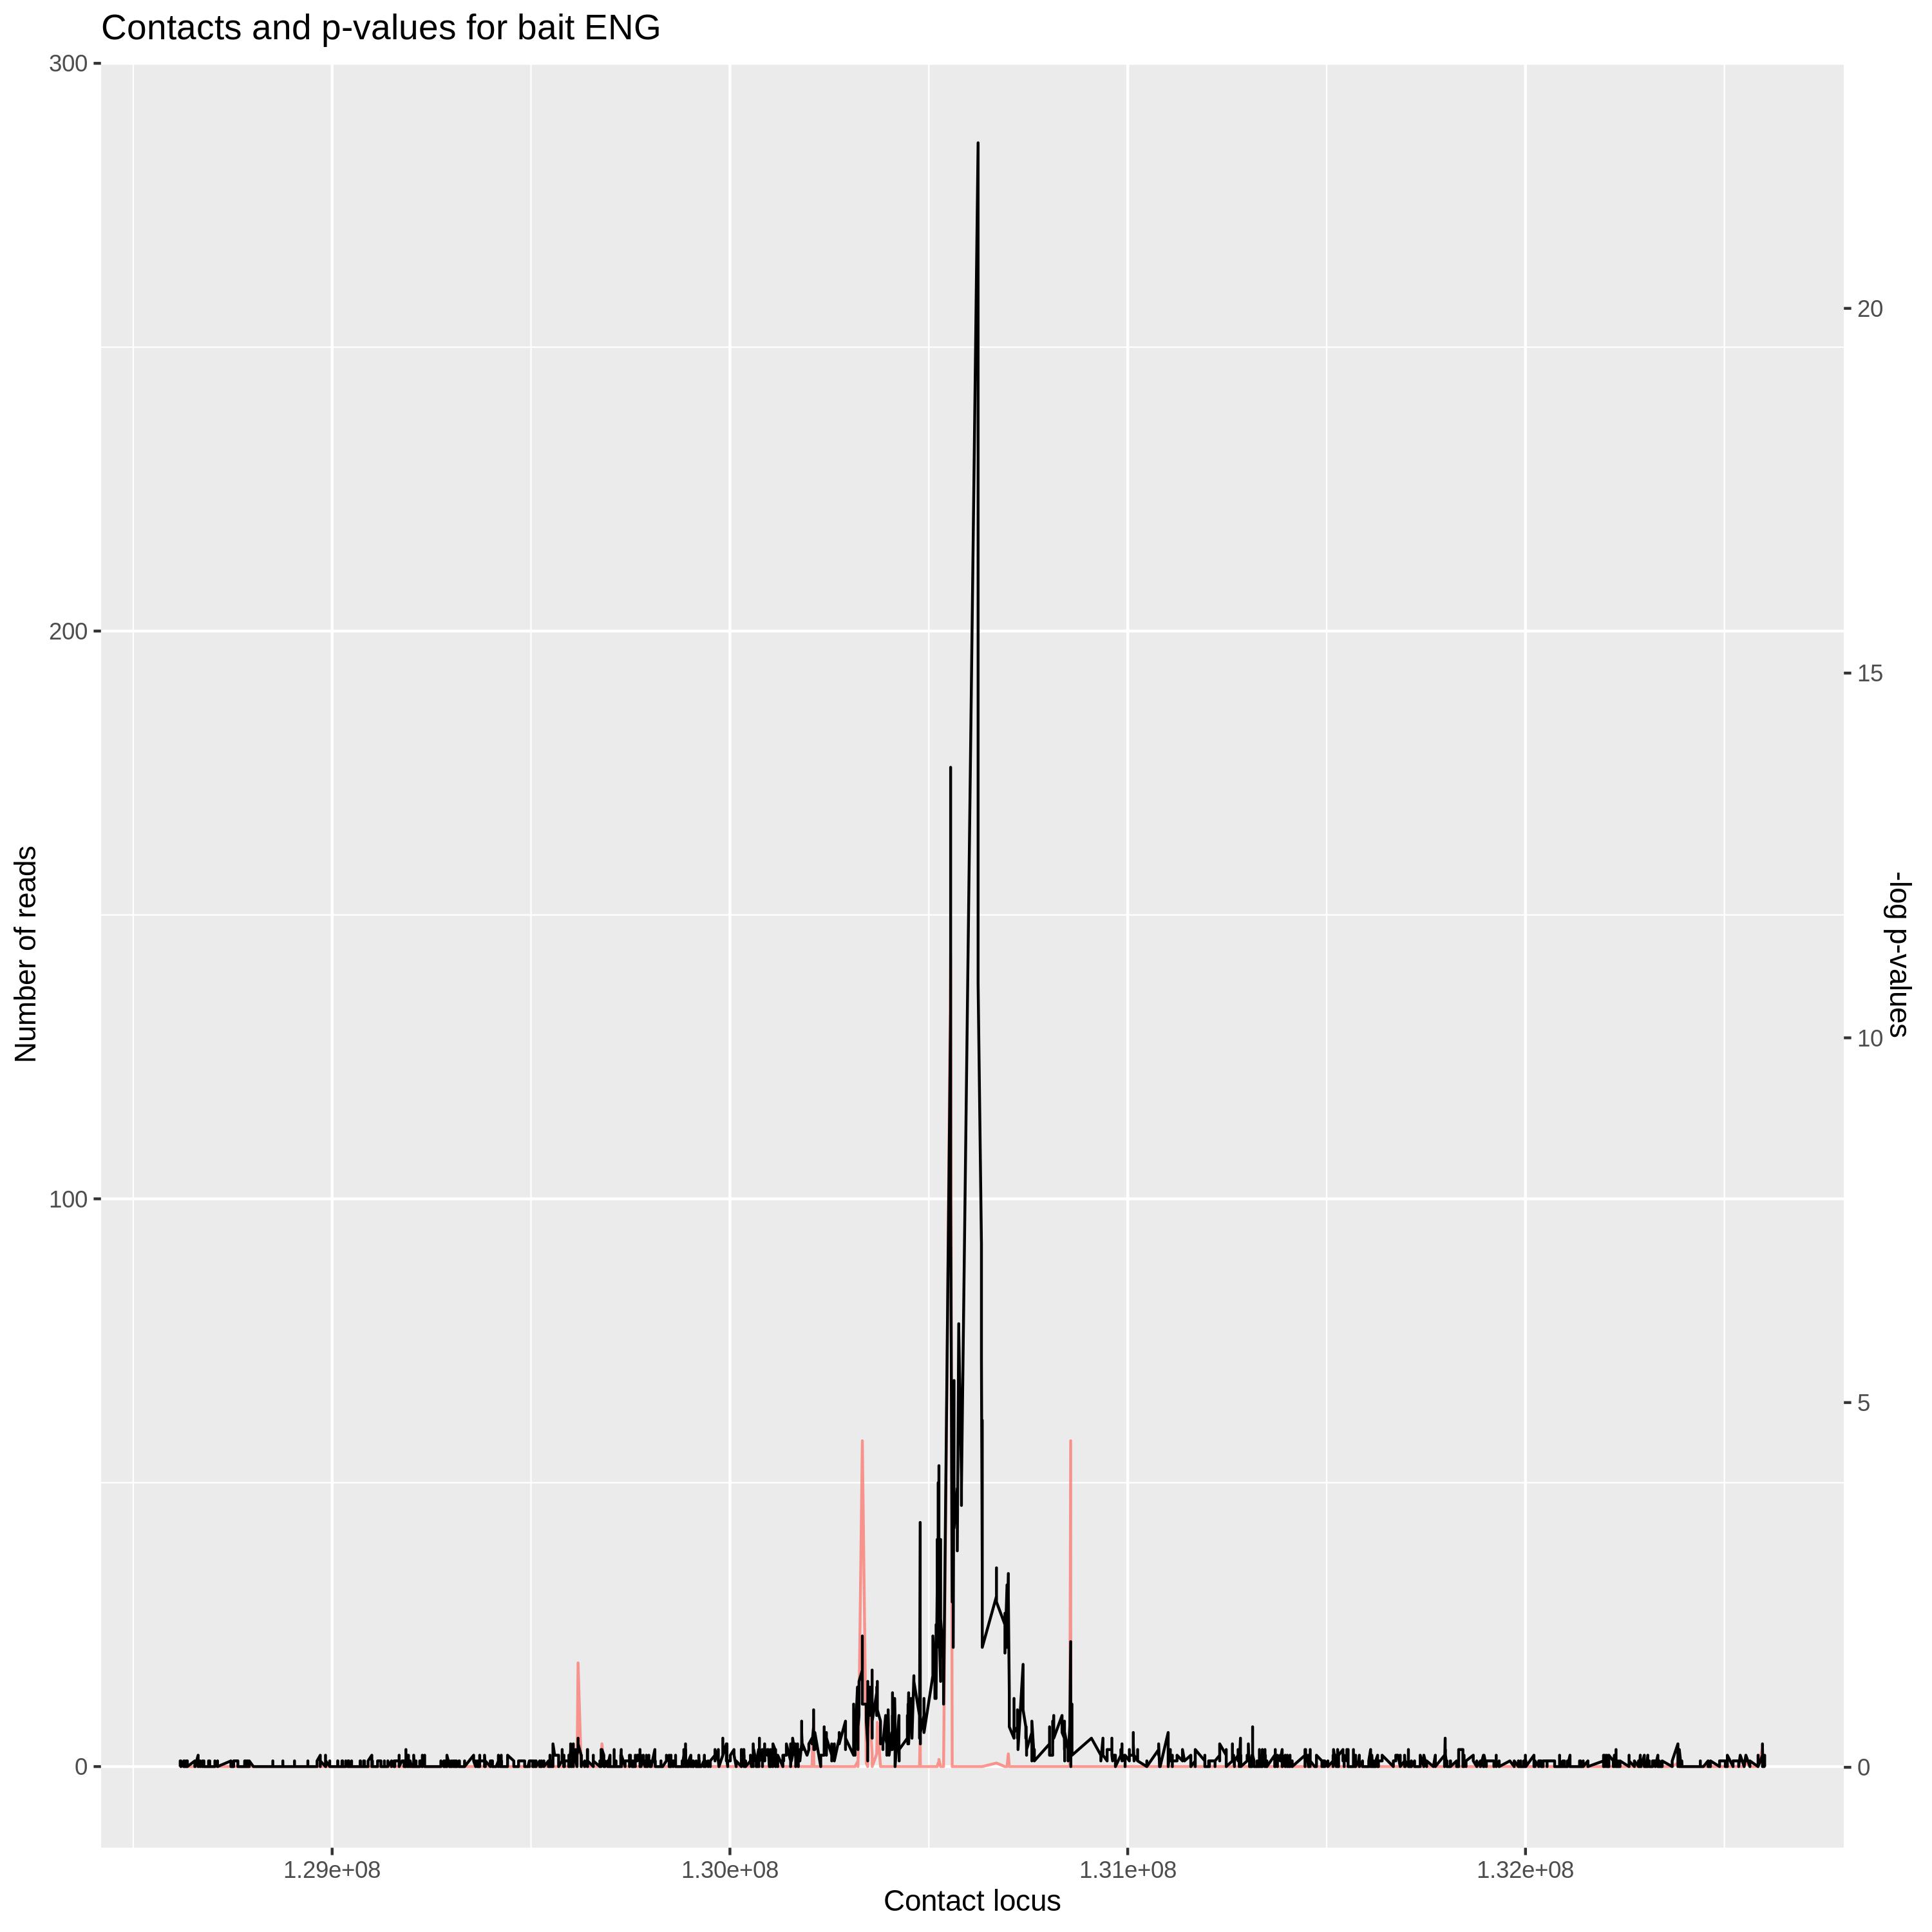 Contacts and p-values for bait ENG
300
200
100
0
Number of reads
20
15
10
5
0
-log p-values
1.29e+08
1.30e+08
1.31e+08
1.32e+08
Contact locus